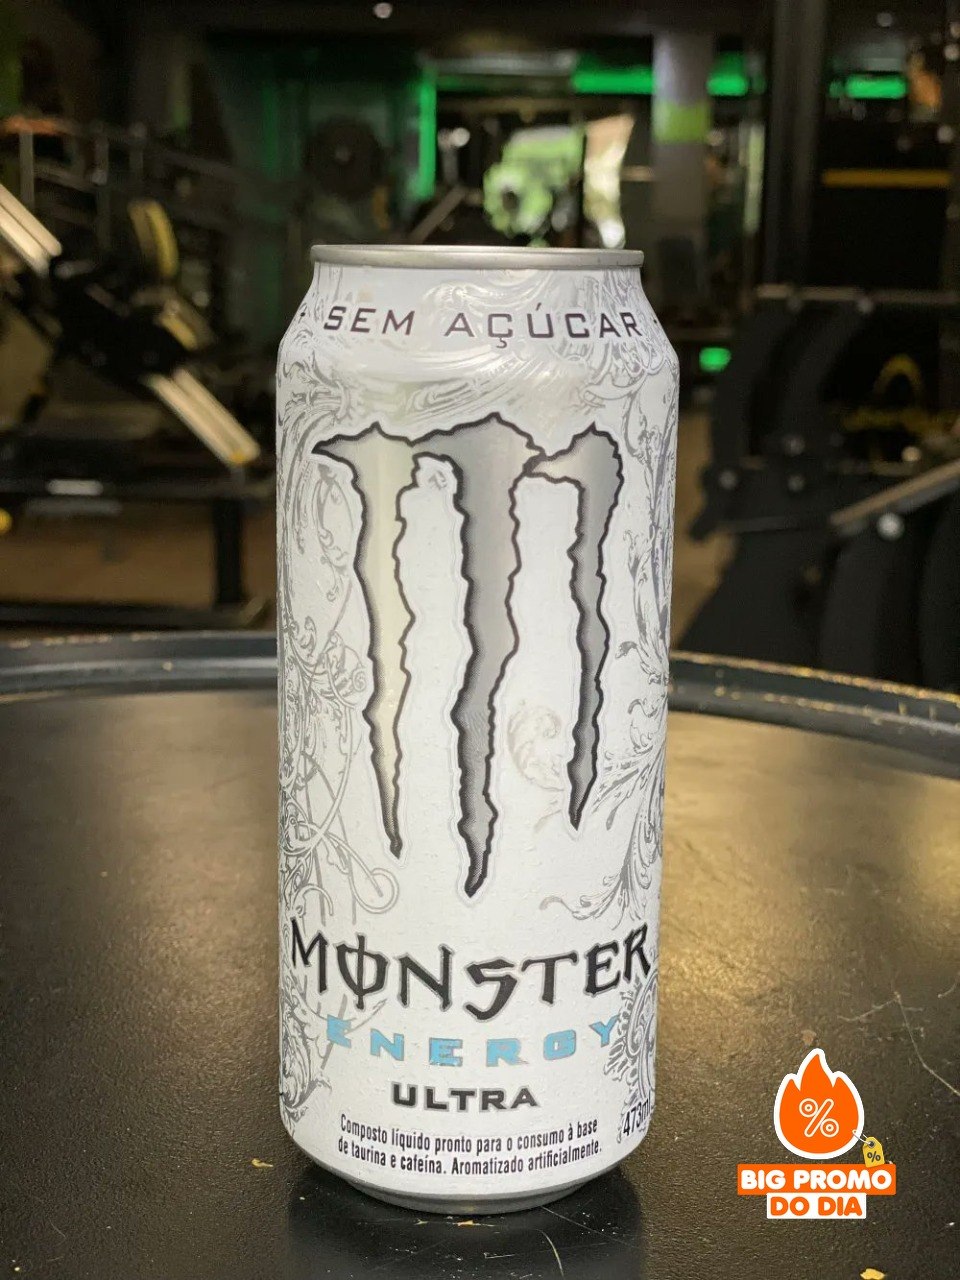 SEM AÇÚCAR
MONSTER
ENERGY
ULTRA
Composto líquido pronto para o consumo à base
de taurina e cafeína. Aromatizado artificialmente.
473ml
%
%
BIG PROMO
DO DIA